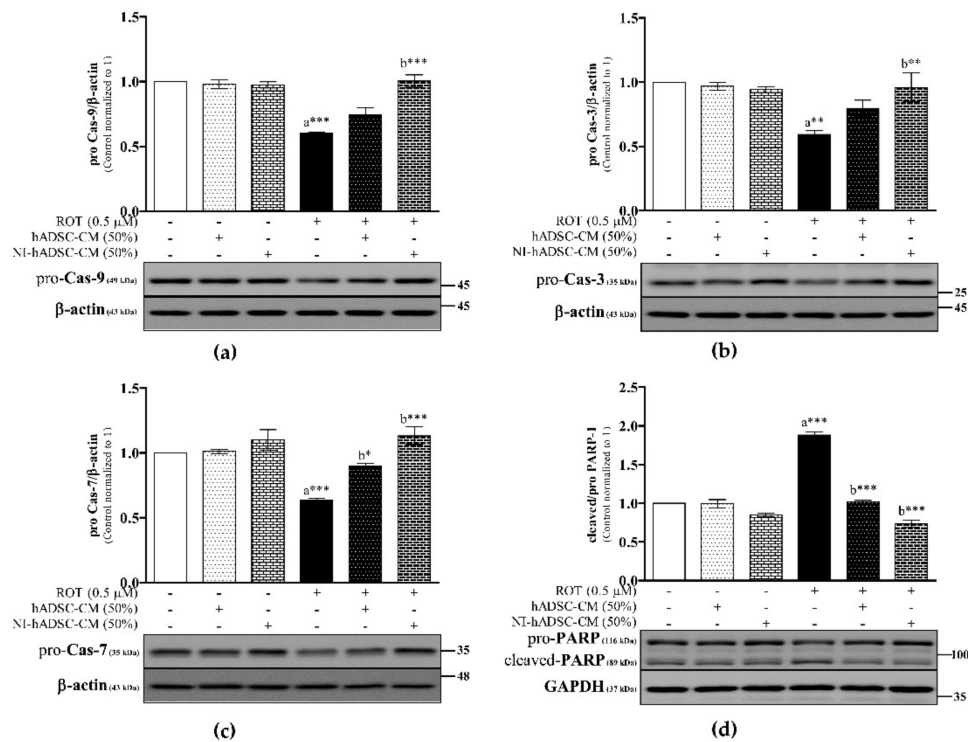 1.5
1.0
0.5
0.0
pro Cas-9/β-actin
(Control normalized to 1)
a***
b***
ROT (0.5 μM) - - - + + +
hADSC-CM (50%) - + - - + -
NI-hADSC-CM (50%) - - + - - +
pro-Cas-9 (49 kDa)
45
β-actin (43 kDa)
45
(a)
1.5
1.0
0.5
0.0
pro Cas-3/β-actin
(Control normalized to 1)
a**
b**
ROT (0.5 μM) - - - + + +
hADSC-CM (50%) - + - - + -
NI-hADSC-CM (50%) - - + - - +
pro-Cas-3 (35 kDa)
25
45
β-actin (43 kDa)
(b)
1.5
1.0
0.5
0.0
pro Cas-7/β-actin
(Control normalized to 1)
a***
b*
b***
ROT (0.5 μM) - - - + + +
hADSC-CM (50%) - + - - + -
NI-hADSC-CM (50%) - - + - - +
pro-Cas-7 (35 kDa)
35
48
β-actin (43 kDa)
(c)
2.5
2.0
1.5
1.0
0.5
0.0
cleaved/pro PARP-1
(Control normalized to 1)
a***
b***
b***
ROT (0.5 μM) - - - + + +
hADSC-CM (50%) - + - - + -
NI-hADSC-CM (50%) - - + - - +
pro-PARP (116 kDa)
100
cleaved-PARP (89 kDa)
GAPDH (37 kDa)
35
(d)